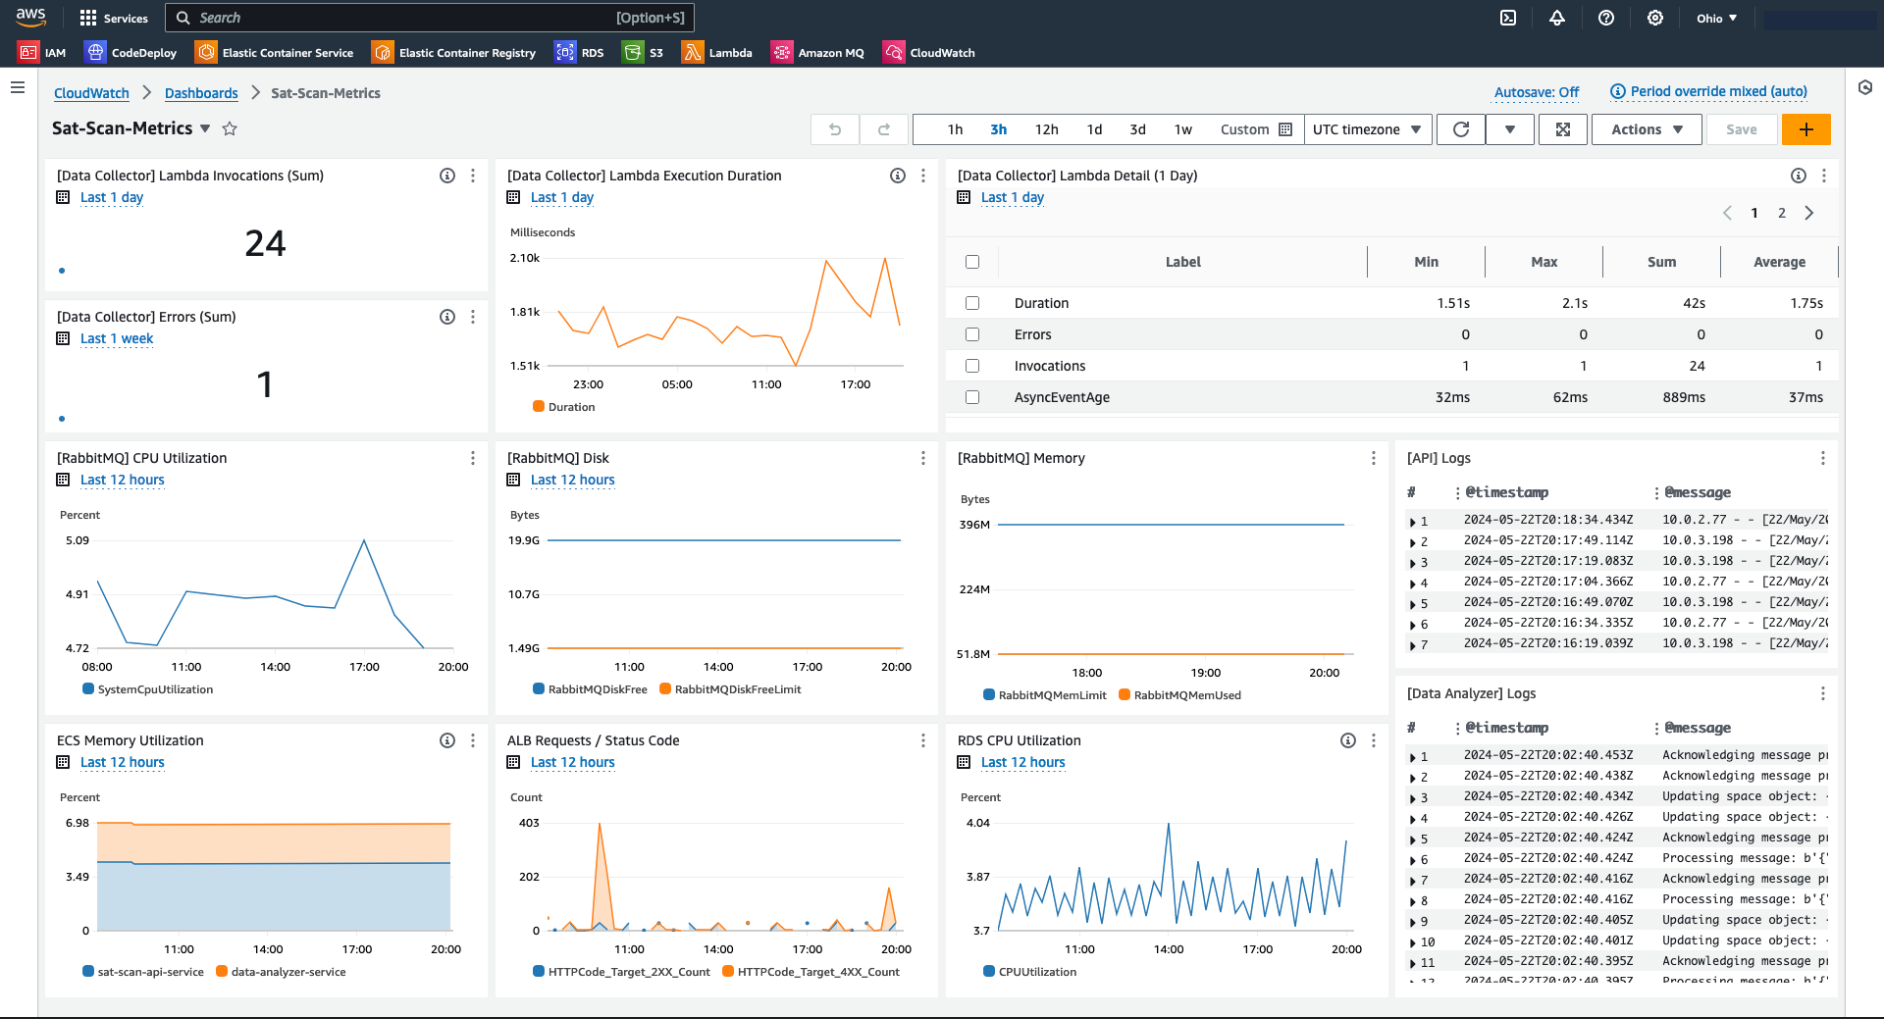 aws Services Search [Option+S] Ohio
IAM CodeDeploy Elastic Container Service Elastic Container Registry RDS S3 Lambda Amazon MQ CloudWatch
CloudWatch Dashboards Sat-Scan-Metrics Autosave: Off Period override mixed (auto)
Sat-Scan-Metrics 1h 3h 12h 1d 3d 1w Custom UTC timezone Actions Save +
[Data Collector] Lambda Invocations (Sum)
Last 1 day
24
[Data Collector] Errors (Sum)
Last 1 week
1
[Data Collector] Lambda Execution Duration
Last 1 day
Milliseconds
2.10k
1.81k
1.51k
23:00 05:00 11:00 17:00
Duration
[Data Collector] Lambda Detail (1 Day)
Last 1 day
1 2
Label Min Max Sum Average
Duration 1.51s 2.1s 42s 1.75s
Errors 0 0 0 0
Invocations 1 1 24 1
AsyncEventAge 32ms 62ms 889ms 37ms
[RabbitMQ] CPU Utilization
Last 12 hours
Percent
5.09
4.91
4.72
08:00 11:00 14:00 17:00 20:00
SystemCpuUtilization
[RabbitMQ] Disk
Last 12 hours
Bytes
19.9G
10.7G
1.49G
11:00 14:00 17:00 20:00
RabbitMQDiskFree RabbitMQDiskFreeLimit
[RabbitMQ] Memory
Bytes
396M
224M
51.8M
18:00 19:00 20:00
RabbitMQMemLimit RabbitMQMemUsed
[API] Logs
# @timestamp @message
1 2024-05-22T20:18:34.434Z 10.0.2.77 - - [22/May/20
2 2024-05-22T20:17:49.114Z 10.0.3.198 - - [22/May/2
3 2024-05-22T20:17:19.083Z 10.0.3.198 - - [22/May/2
4 2024-05-22T20:17:04.366Z 10.0.2.77 - - [22/May/20
5 2024-05-22T20:16:49.070Z 10.0.3.198 - - [22/May/2
6 2024-05-22T20:16:34.335Z 10.0.2.77 - - [22/May/20
7 2024-05-22T20:16:19.039Z 10.0.3.198 - - [22/May/2
[Data Analyzer] Logs
# @timestamp @message
1 2024-05-22T20:02:40.453Z Acknowledging message pr
2 2024-05-22T20:02:40.438Z Acknowledging message pr
3 2024-05-22T20:02:40.434Z Updating space object:
4 2024-05-22T20:02:40.426Z Updating space object:
5 2024-05-22T20:02:40.424Z Acknowledging message pr
6 2024-05-22T20:02:40.424Z Processing message: b'{'
7 2024-05-22T20:02:40.416Z Acknowledging message pr
8 2024-05-22T20:02:40.416Z Processing message: b'{'
9 2024-05-22T20:02:40.405Z Updating space object:
10 2024-05-22T20:02:40.401Z Updating space object:
11 2024-05-22T20:02:40.395Z Acknowledging message pr
12 2024-05-22T20:02:40.395Z Processing message: b'{'
ECS Memory Utilization
Last 12 hours
Percent
6.98
3.49
0
11:00 14:00 17:00 20:00
sat-scan-api-service data-analyzer-service
ALB Requests / Status Code
Last 12 hours
Count
403
202
0
11:00 14:00 17:00 20:00
HTTPCode_Target_2XX_Count HTTPCode_Target_4XX_Count
RDS CPU Utilization
Last 12 hours
Percent
4.04
3.87
3.7
11:00 14:00 17:00 20:00
CPUUtilization